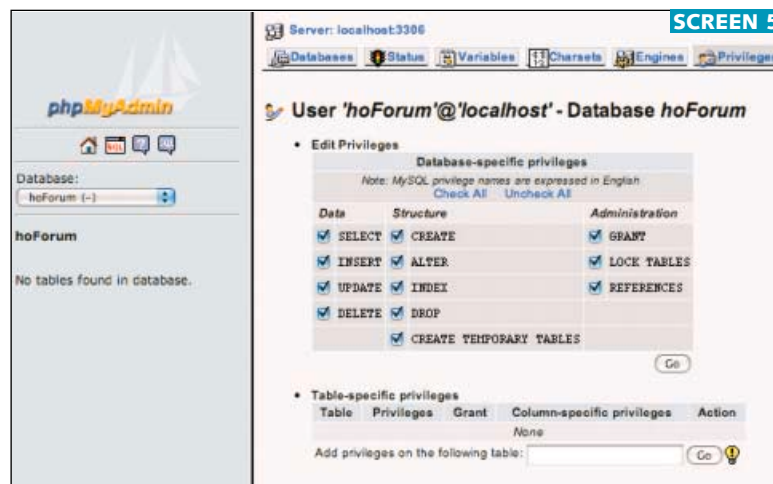 SCREEN 5
phpMyAdmin
SQL
Database:
hoForum (-)
hoForum
No tables found in database.
Server: localhost:3306
Databases Status Variables Charsets Engines Privileges
User 'hoForum'@'localhost' - Database hoForum
• Edit Privileges
Database-specific privileges
Note: MySQL privilege names are expressed in English
Check All Uncheck All
Data Structure Administration
SELECT CREATE GRANT
INSERT ALTER LOCK TABLES
UPDATE INDEX REFERENCES
DELETE DROP
CREATE TEMPORARY TABLES
Go
• Table-specific privileges
Table Privileges Grant Column-specific privileges Action
None
Add privileges on the following table: Go